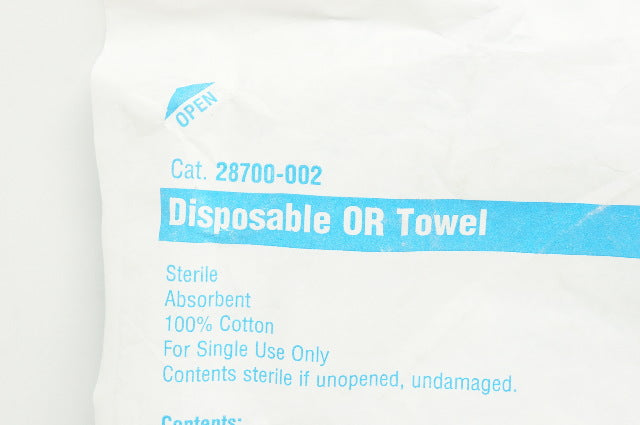 OPEN
Cat. 28700-002
Disposable OR Towel
Sterile
Absorbent
100% Cotton
For Single Use Only
Contents sterile if unopened, undamaged.
Contents: